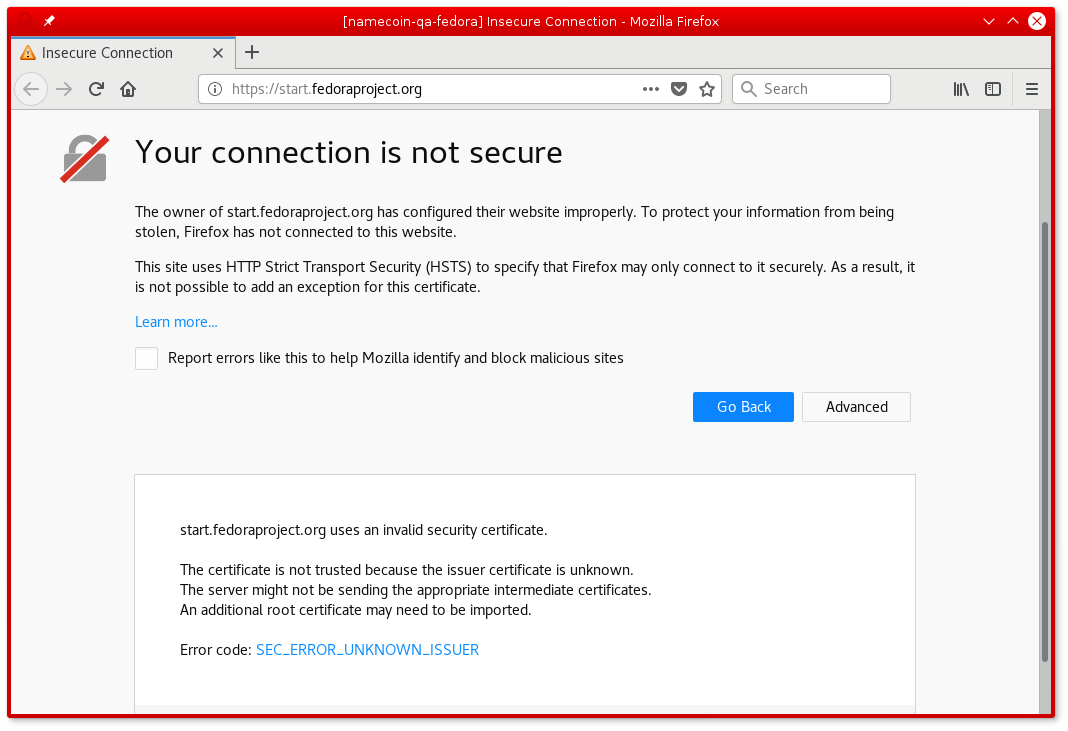 [namecoin-qa-fedora] Insecure Connection - Mozilla Firefox
Insecure Connection
https://start.fedoraproject.org
Search
Your connection is not secure
The owner of start.fedoraproject.org has configured their website improperly. To protect your information from being
stolen, Firefox has not connected to this website.
This site uses HTTP Strict Transport Security (HSTS) to specify that Firefox may only connect to it securely. As a result, it
is not possible to add an exception for this certificate.
Learn more...
Report errors like this to help Mozilla identify and block malicious sites
Go Back
Advanced
start.fedoraproject.org uses an invalid security certificate.
The certificate is not trusted because the issuer certificate is unknown.
The server might not be sending the appropriate intermediate certificates.
An additional root certificate may need to be imported.
Error code: SEC_ERROR_UNKNOWN_ISSUER